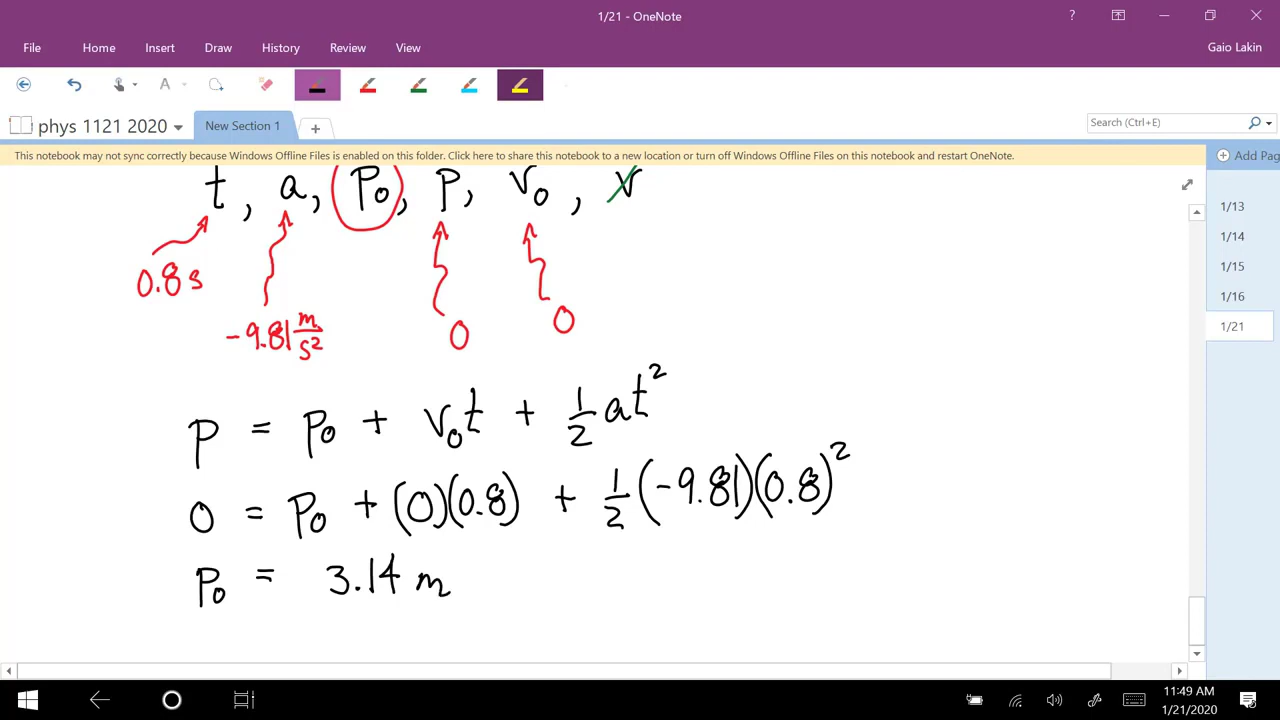 1/21 - OneNote
?
File Home Insert Draw History Review View
Gaio Lakin
A
phys 1121 2020
New Section 1
+
Search (Ctrl+E)
This notebook may not sync correctly because Windows Offline Files is enabled on this folder. Click here to share this notebook to a new location or turn off Windows Offline Files on this notebook and restart OneNote.
Add Pag
1/13
1/14
1/15
1/16
1/21
t, a, P₀, P, V₀, V
0.8s
-9.81 m/s²
0
0
P = P₀ + V₀t + 1/2 at²
0 = P₀ + (0)(0.8) + 1/2 (-9.81)(0.8)²
P₀ = 3.14 m
11:49 AM
1/21/2020